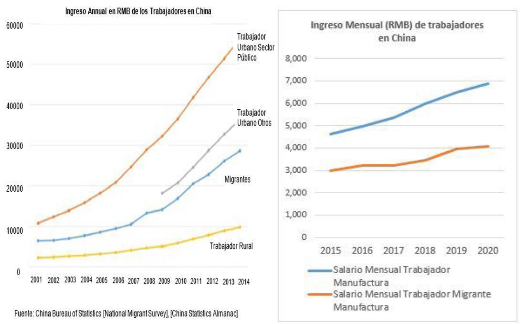 Ingreso Annual en RMB de los Trabajadores en China
60000
50000
40000
30000
20000
10000
0
Trabajador
Urbano Sector
Público
Trabajador
Urbano Otros
Migrantes
Trabajador Rural
2001 2002 2003 2004 2005 2006 2007 2008 2009 2010 2011 2012 2013 2014
Fuente: China Bureau of Statistics [National Migrant Survey], [China Statistics Almanac]
Ingreso Mensual (RMB) de trabajadores
en China
8,000
7,000
6,000
5,000
4,000
3,000
2,000
1,000
0
2015 2016 2017 2018 2019 2020
Salario Mensual Trabajador
Manufactura
Salario Mensual Trabajador Migrante
Manufactura